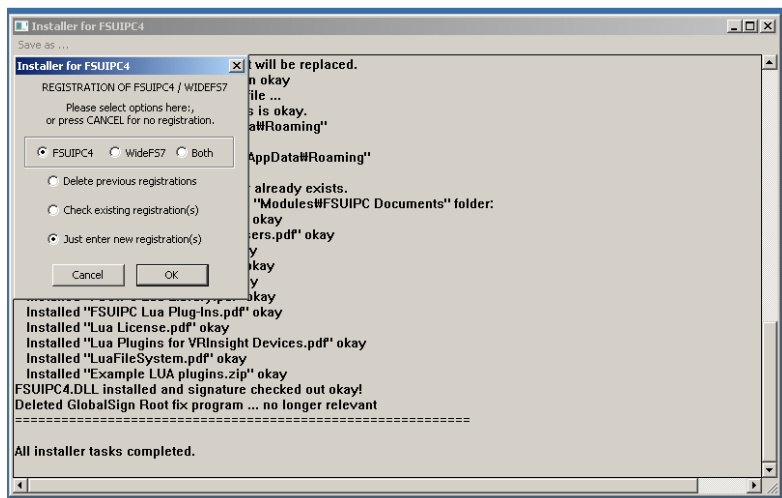 Installer for FSUIPC4
Save as ...
Installer for FSUIPC4
REGISTRATION OF FSUIPC4 / WIDEFS7
Please select options here:,
or press CANCEL for no registration.
FSUIPC4 WideFS7 Both
Delete previous registrations
Check existing registration(s)
Just enter new registration(s)
Cancel OK
t will be replaced.
n okay
file ...
s is okay.
a₩Roaming"
AppData₩Roaming"
already exists.
"Modules₩FSUIPC Documents" folder:
okay
ers.pdf" okay
y
okay
y
okay
Installed "FSUIPC Lua Plug-Ins.pdf" okay
Installed "Lua License.pdf" okay
Installed "Lua Plugins for VRInsight Devices.pdf" okay
Installed "LuaFileSystem.pdf" okay
Installed "Example LUA plugins.zip" okay
FSUIPC4.DLL installed and signature checked out okay!
Deleted GlobalSign Root fix program ... no longer relevant
============================================================
All installer tasks completed.